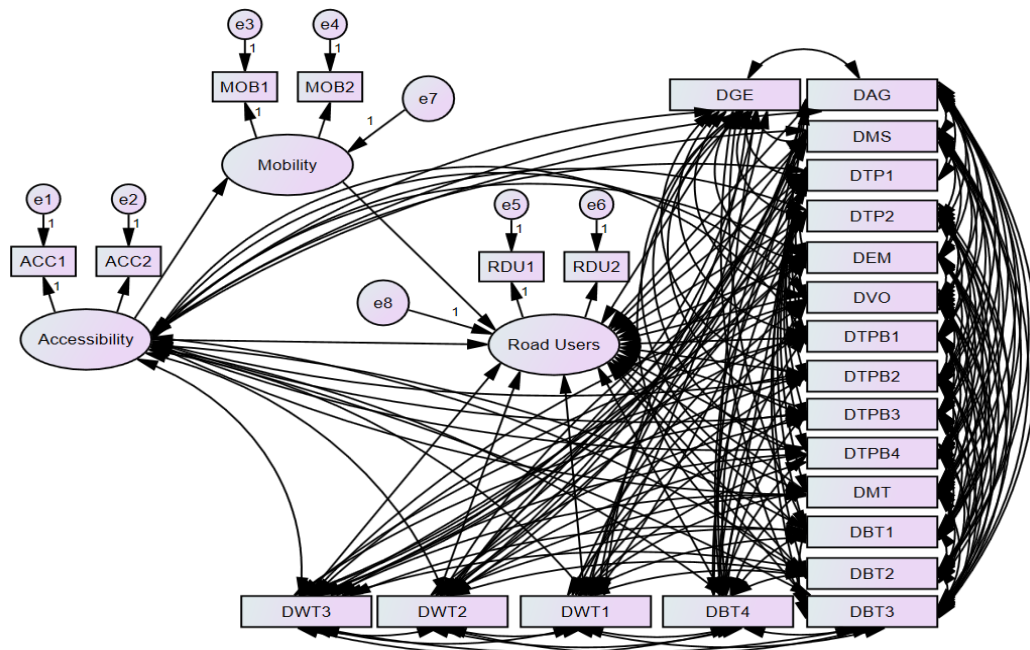 e3
e4
1
1
MOB1
MOB2
e7
DGE
DAG
1
1
DMS
Mobility
DTP1
e1
e2
e5
e6
DTP2
1
1
1
1
ACC1
ACC2
RDU1
RDU2
DEM
1
e8
1
1
DVO
Accessibility
Road Users
DTPB1
DTPB2
DTPB3
DTPB4
DMT
DBT1
DBT2
DWT3
DWT2
DWT1
DBT4
DBT3